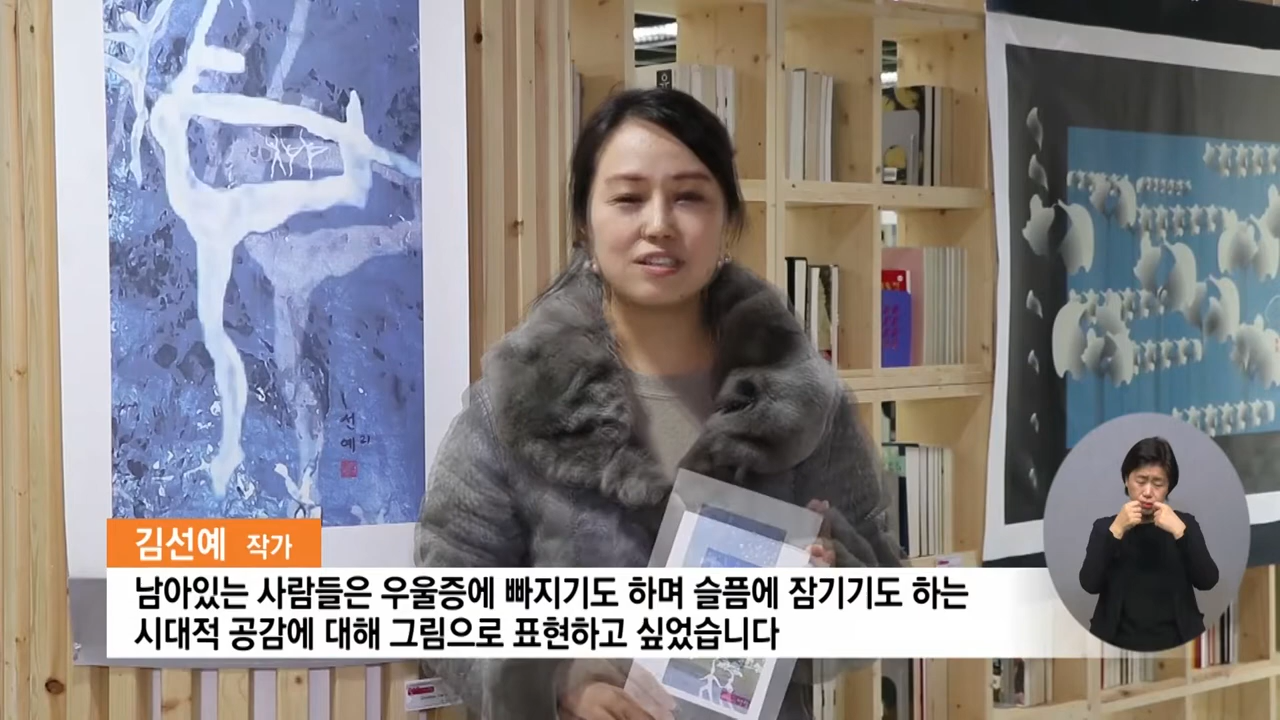 선예
21
김선예 작가
남아있는 사람들은 우울증에 빠지기도 하며 슬픔에 잠기기도 하는
시대적 공감에 대해 그림으로 표현하고 싶었습니다